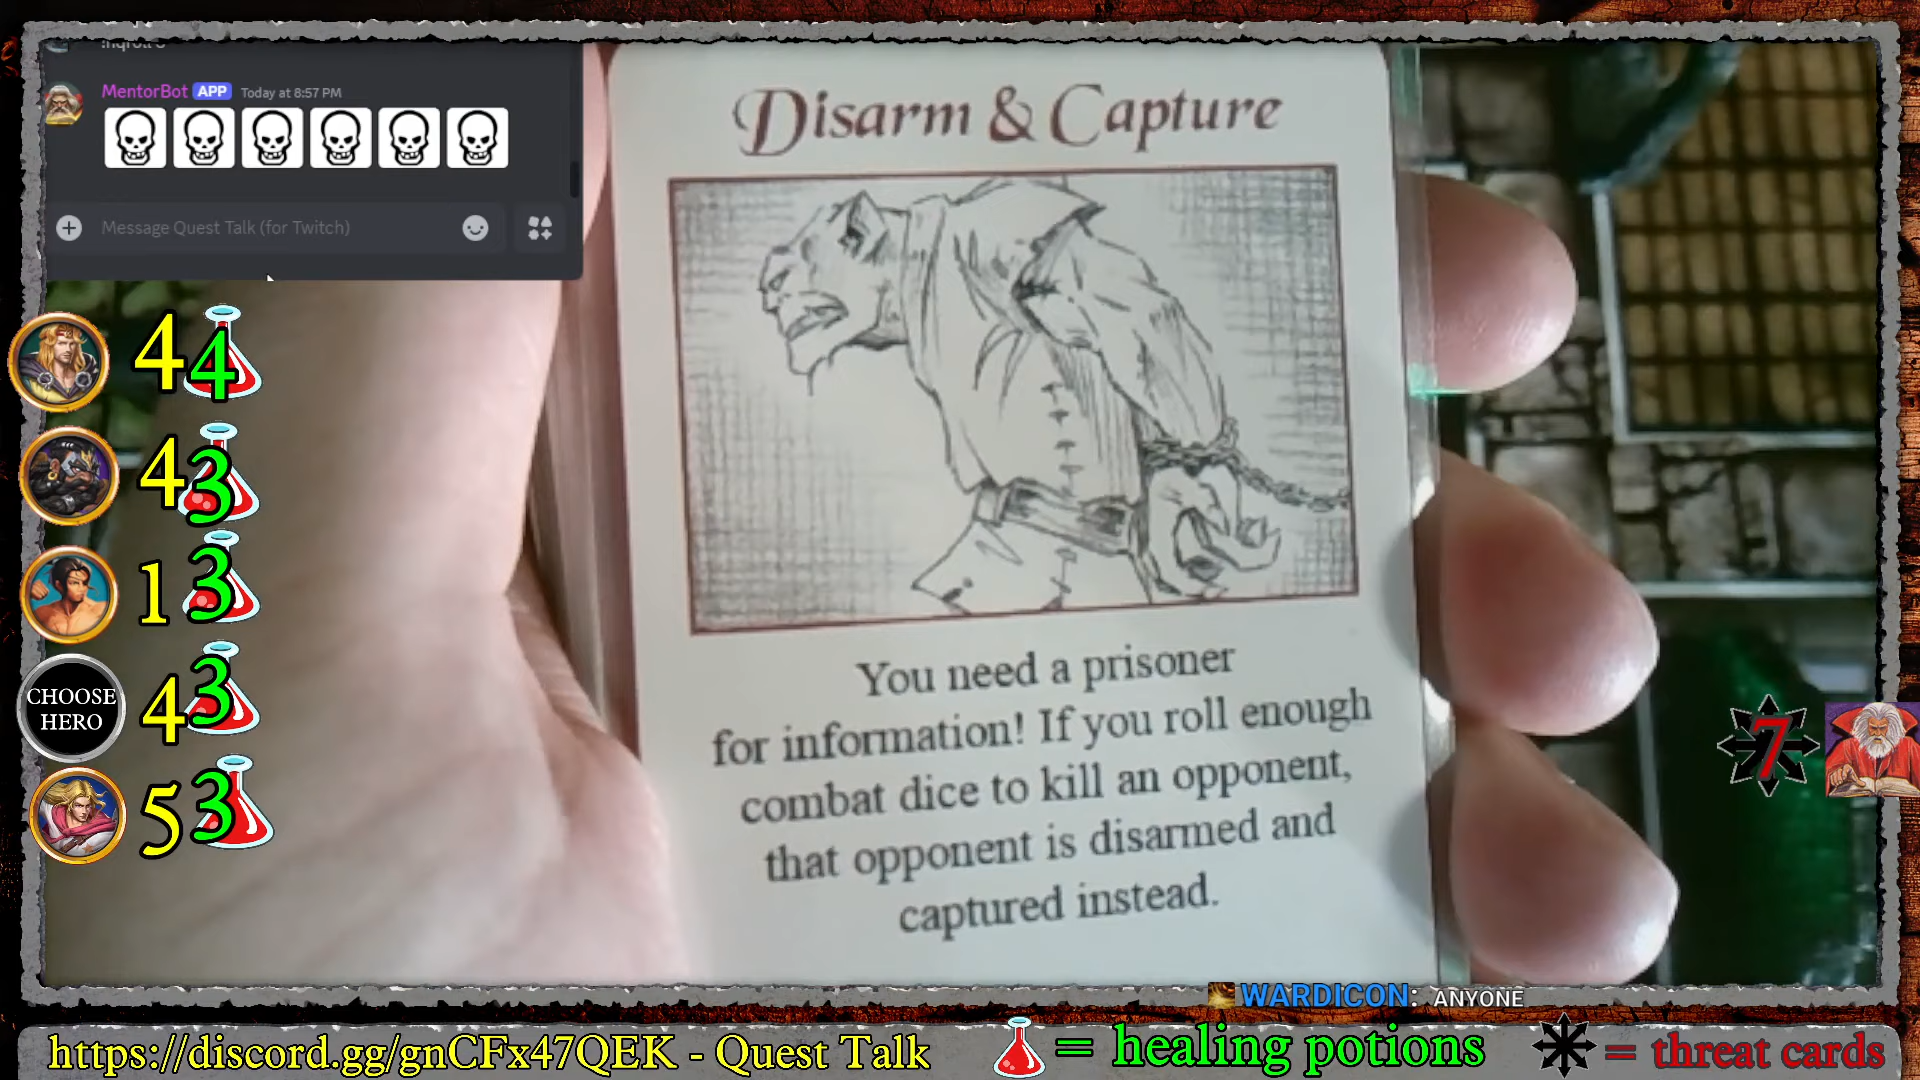 MentorBot APP Today at 8:57 PM
Message Quest Talk (for Twitch)
Disarm & Capture
You need a prisoner
for information! If you roll enough
combat dice to kill an opponent,
that opponent is disarmed and
captured instead.
4 4
4 3
1 3
CHOOSE
HERO
4 3
5 3
7
WARDICON: ANYONE
https://discord.gg/gnCFx47QEK - Quest Talk
= healing potions
= threat cards